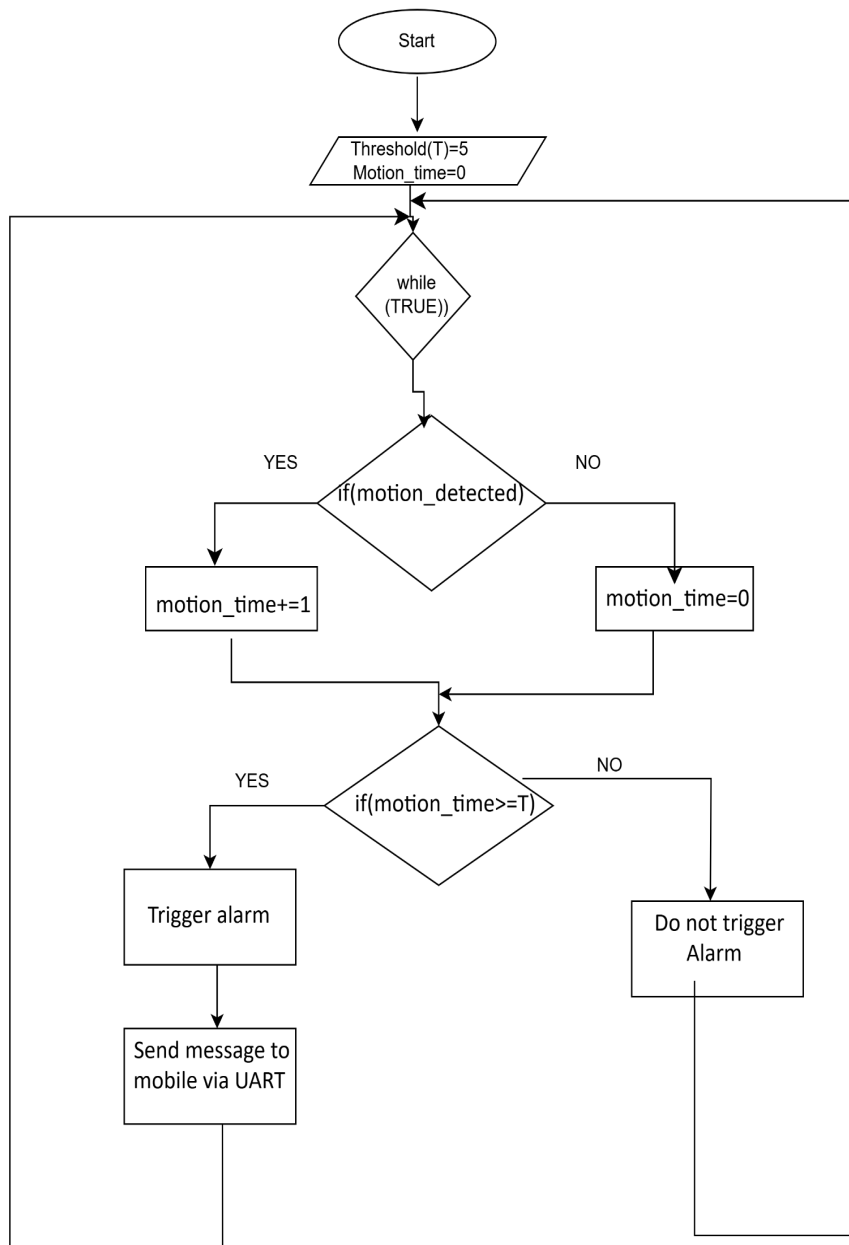 Start
Threshold(T)=5
Motion_time=0
while
(TRUE))
YES
NO
if(motion_detected)
motion_time+=1
motion_time=0
YES
NO
if(motion_time>=T)
Trigger alarm
Do not trigger
Alarm
Send message to
mobile via UART